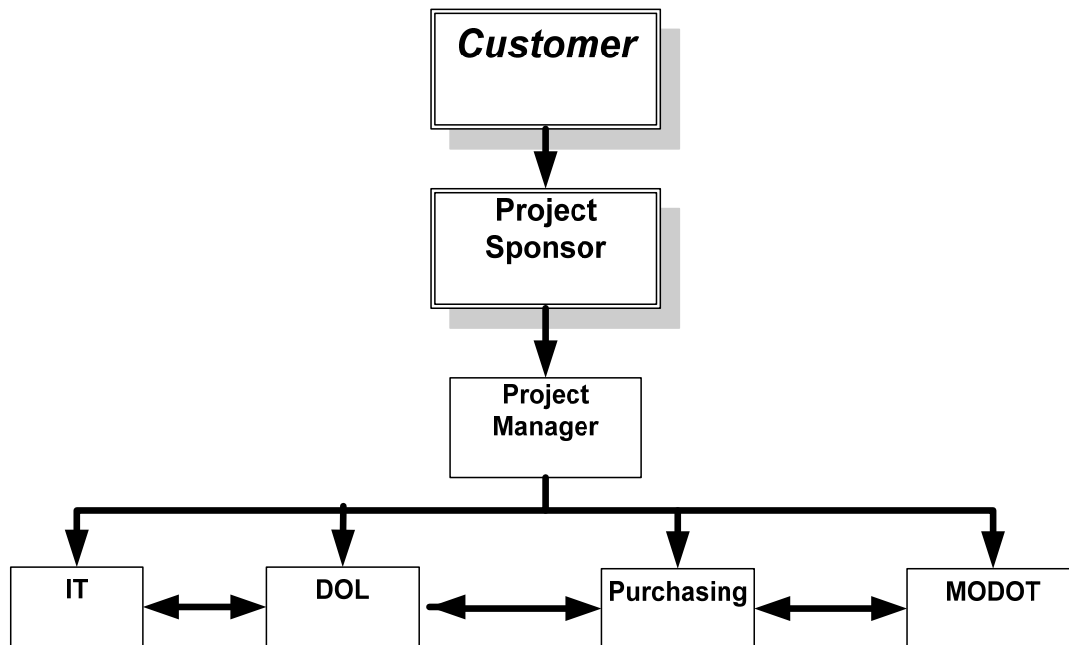 Customer
Project
Sponsor
Project
Manager
IT
DOL
Purchasing
MODOT